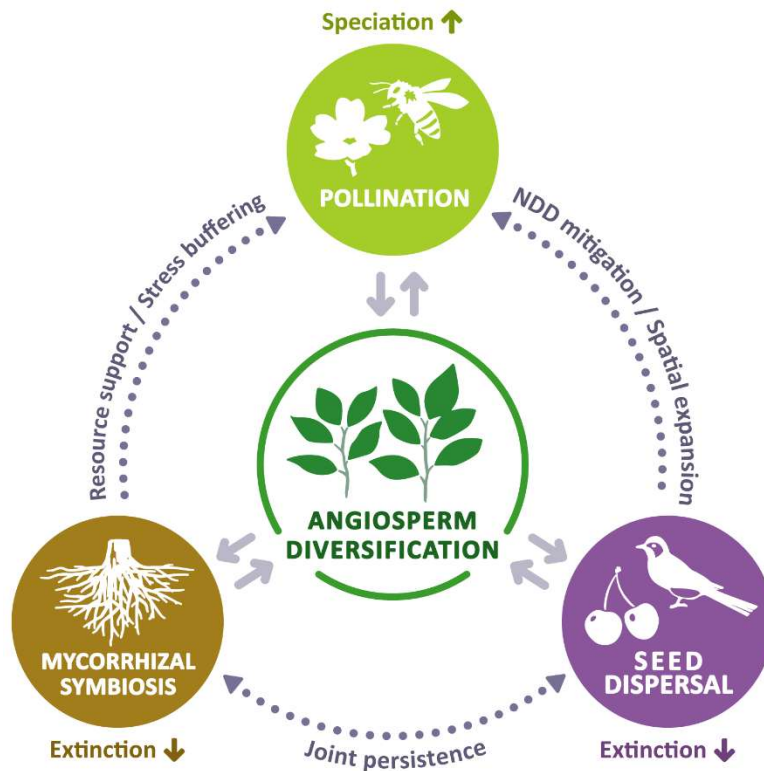 Speciation ↑
POLLINATION
Resource support / Stress buffering
NDD mitigation / Spatial expansion
ANGIOSPERM
DIVERSIFICATION
MYCORRHIZAL
SYMBIOSIS
SEED
DISPERSAL
Extinction ↓
Joint persistence
Extinction ↓